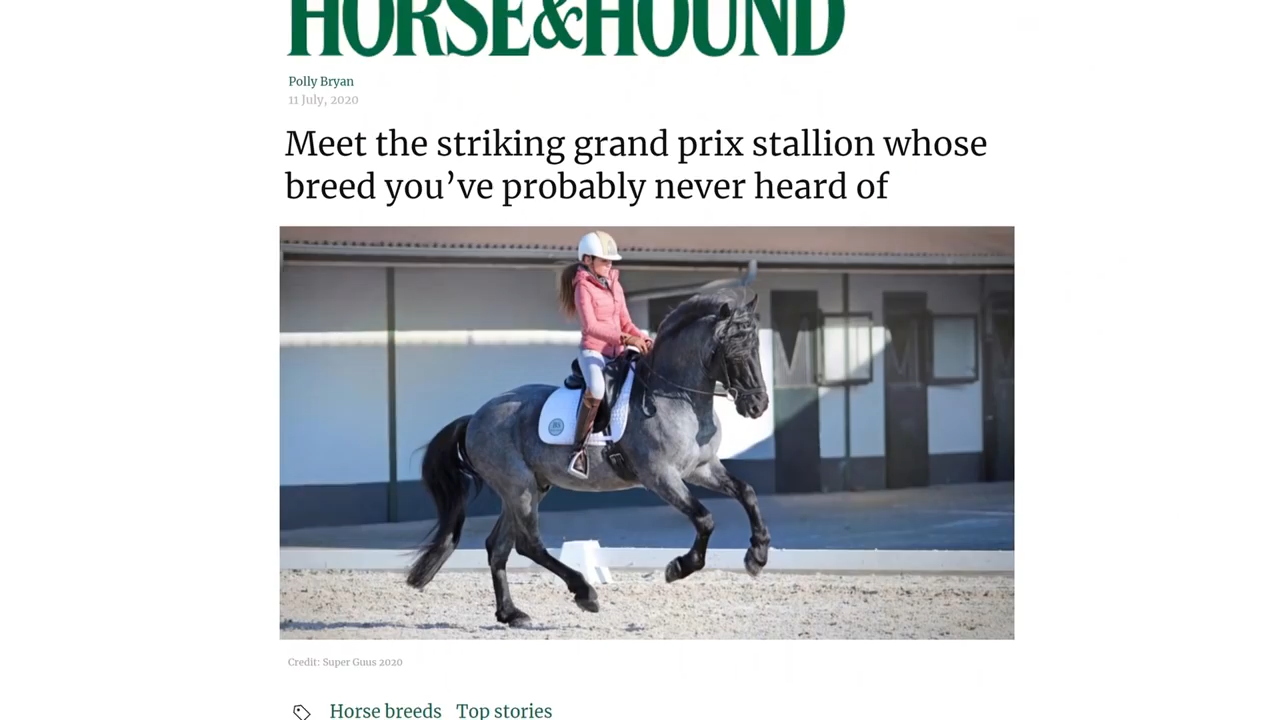 HORSE&HOUND
Polly Bryan
11 July, 2020
Meet the striking grand prix stallion whose
breed you’ve probably never heard of
Credit: Super Guus 2020
Horse breeds Top stories